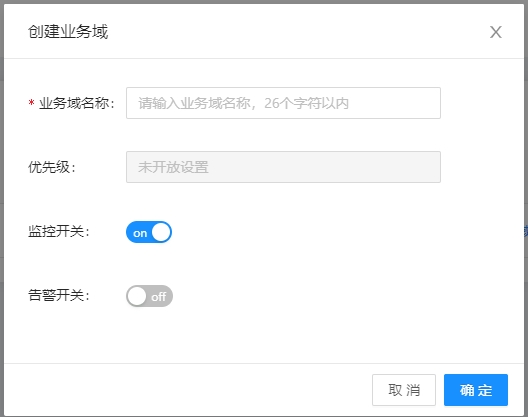 创建业务域
* 业务域名称: 请输入业务域名称，26个字符以内
优先级: 未开放设置
监控开关: on
告警开关: off
取 消 确 定